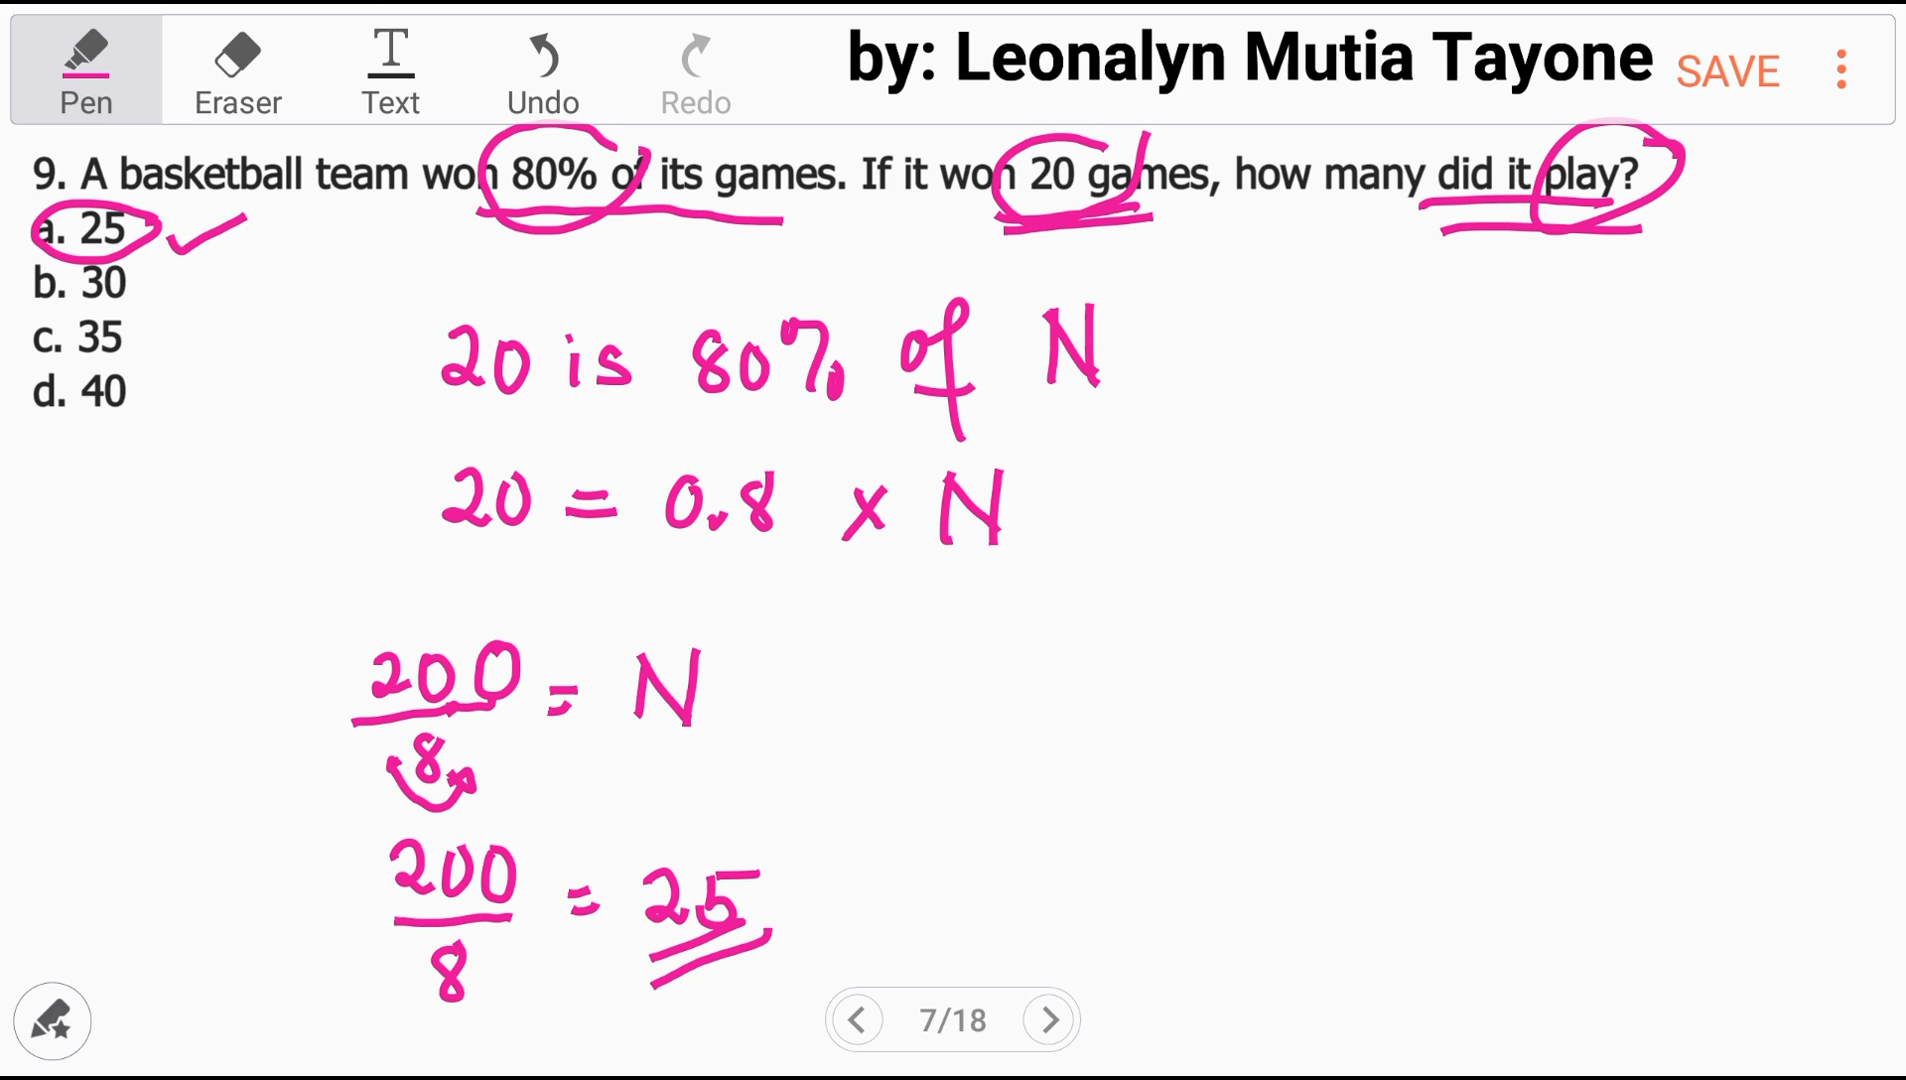 by: Leonalyn Mutia Tayone
SAVE
Pen
Eraser
Text
Undo
Redo
9. A basketball team won 80% of its games. If it won 20 games, how many did it play?
a. 25
b. 30
c. 35
d. 40
20 is 80% of N
20 = 0.8 x N
200 = N
8
200 = 25
8
7/18